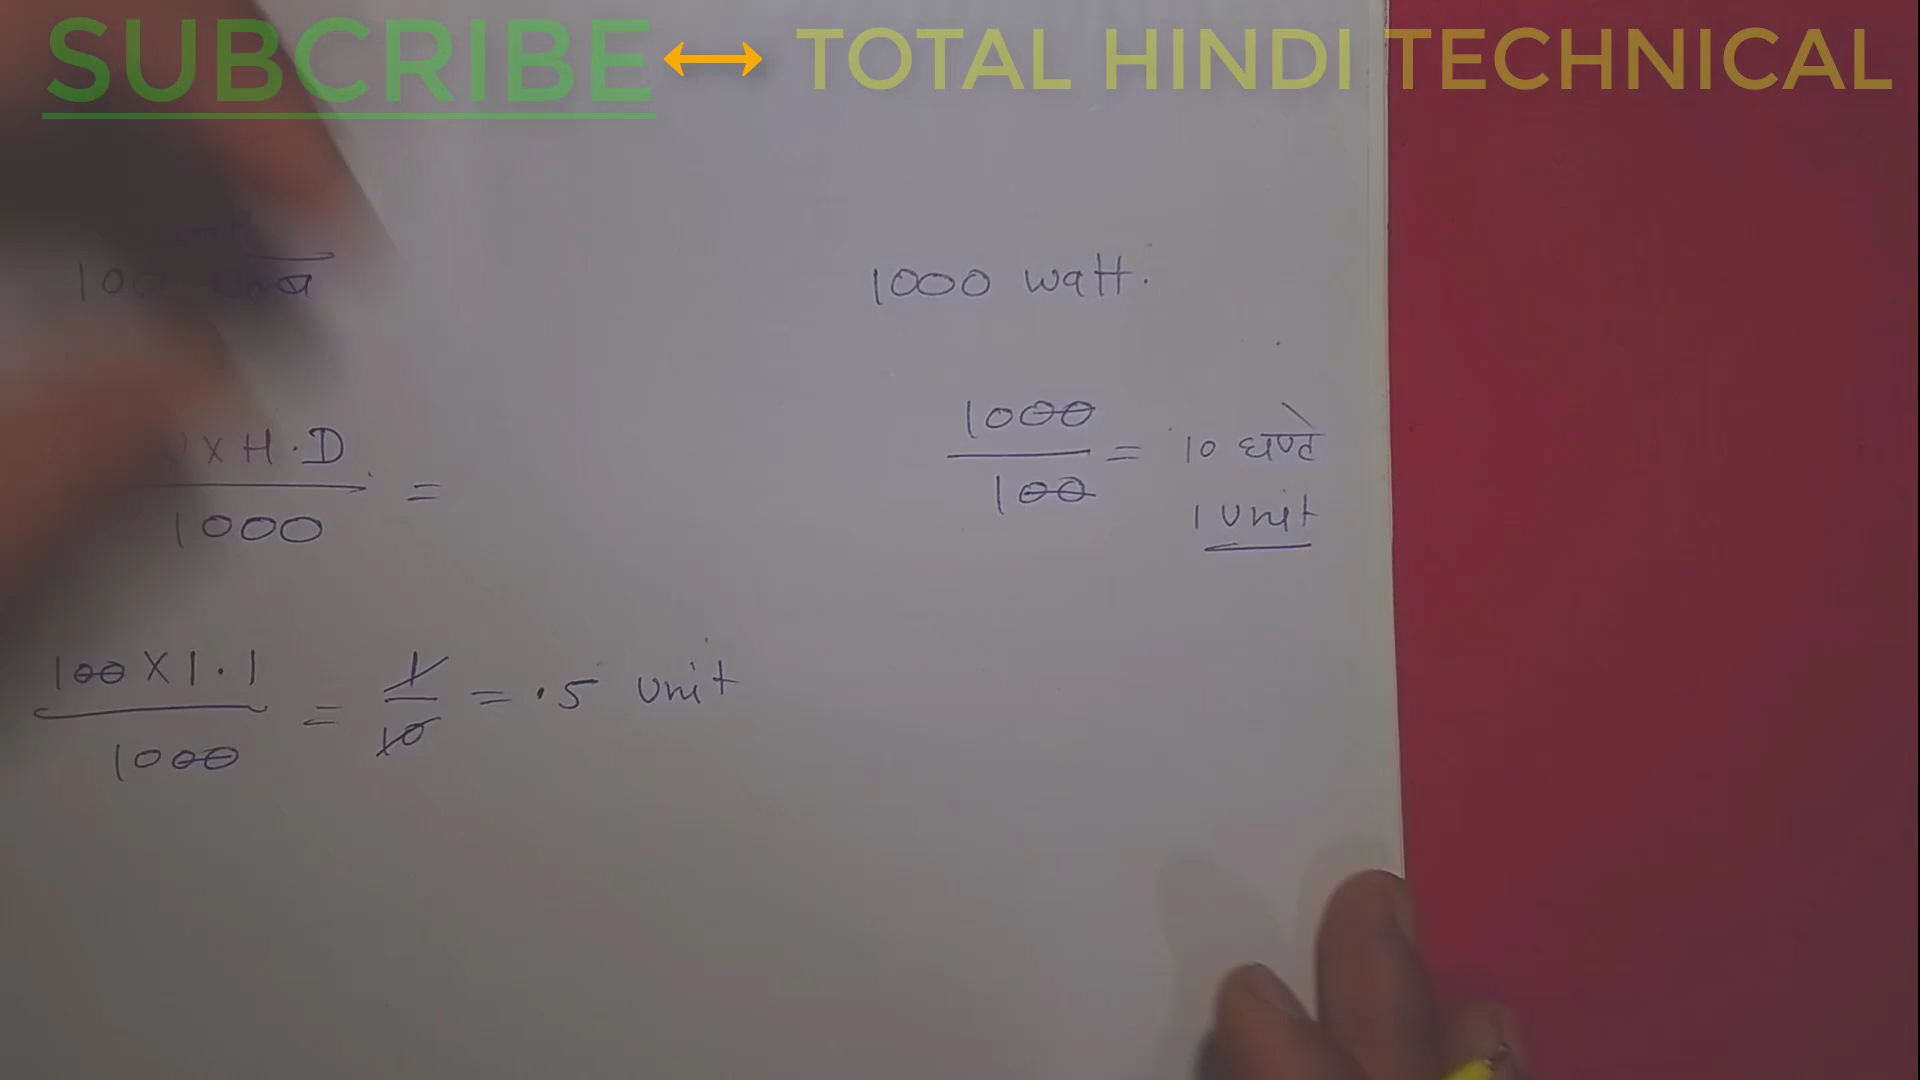 SUBCRIBE ↔ TOTAL HINDI TECHNICAL
100
1000 watt.
X H.D / 1000 =
1000 / 100 = 10 घण्टे
1 Unit
100 X 1.1 / 1000 = 1 / 10 = .5 Unit